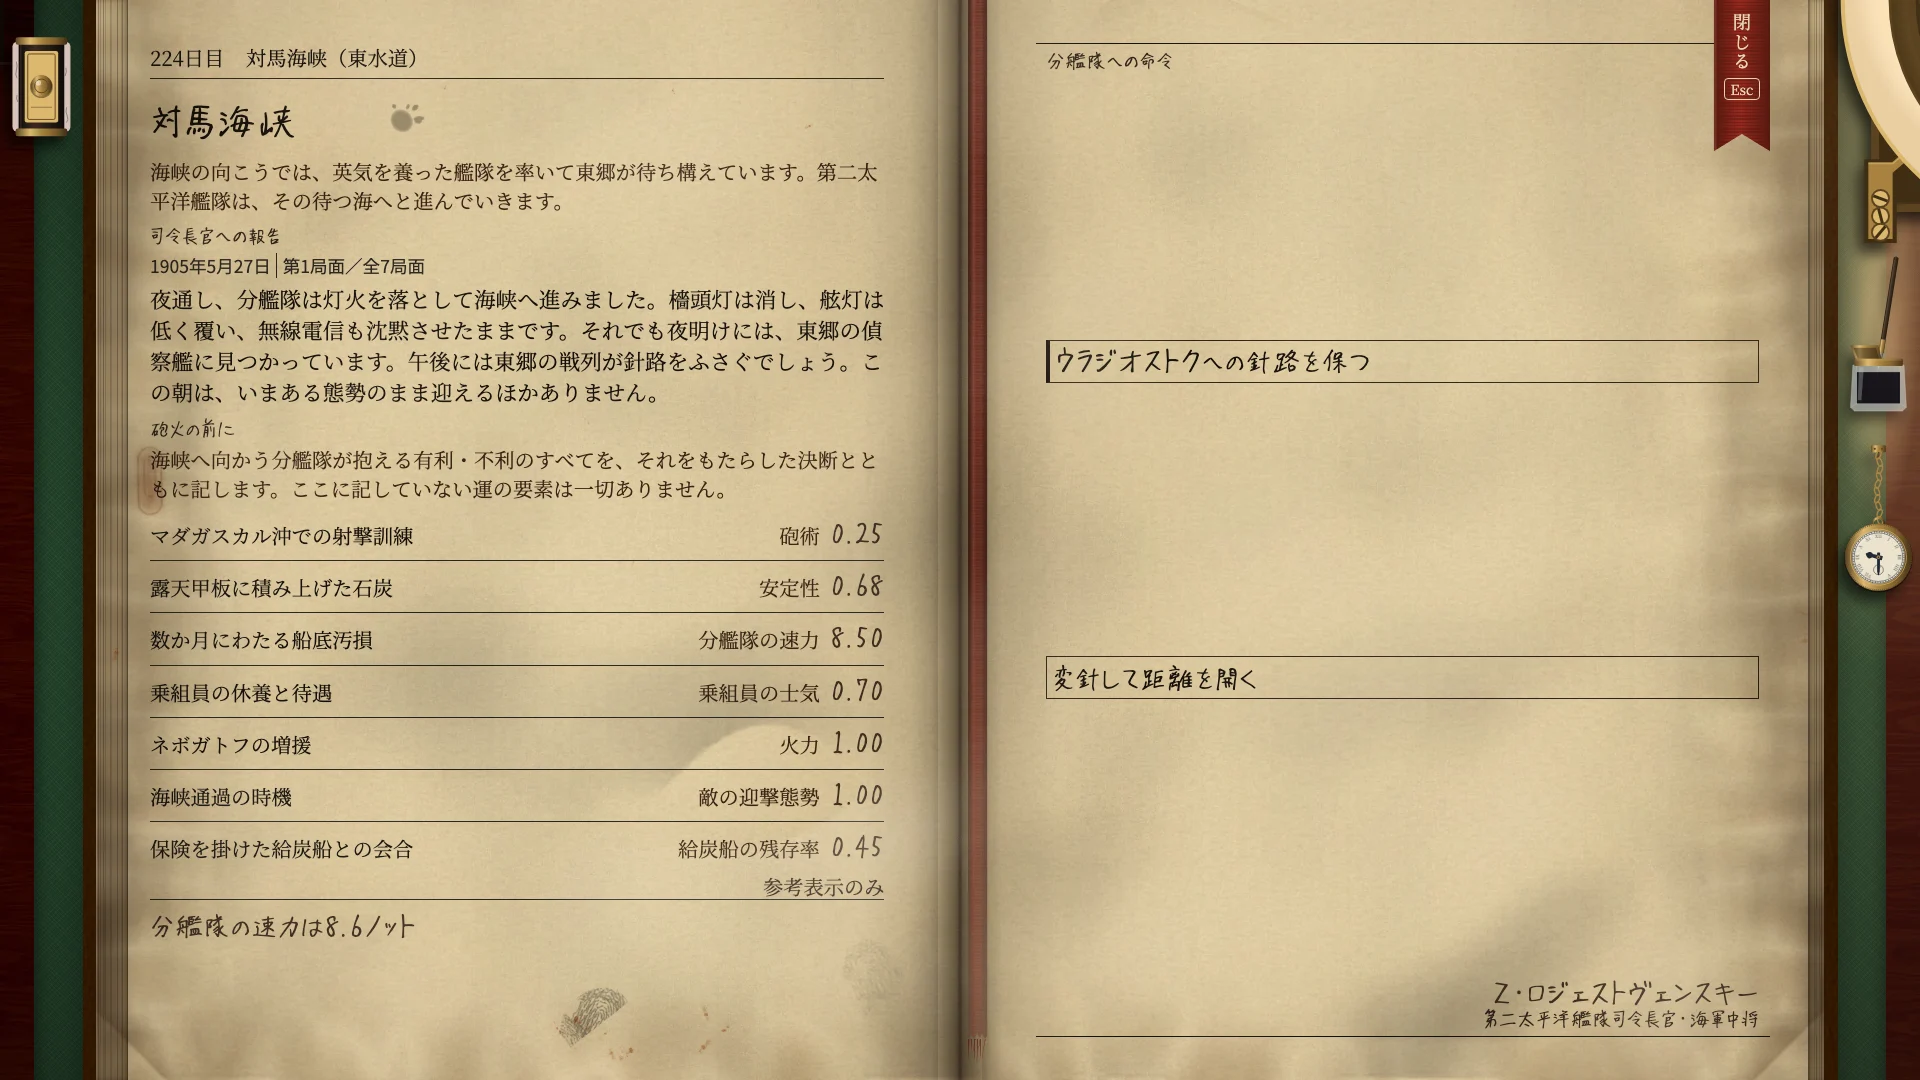 224日目　対馬海峡（東水道）
対馬海峡
海峡の向こうでは、英気を養った艦隊を率いて東郷が待ち構えています。第二太
平洋艦隊は、その待つ海へと進んでいきます。
司令長官への報告
1905年5月27日│第1局面／全7局面
夜通し、分艦隊は灯火を落として海峡へ進みました。檣頭灯は消し、舷灯は
低く覆い、無線電信も沈黙させたままです。それでも夜明けには、東郷の偵
察艦に見つかっています。午後には東郷の戦列が針路をふさぐでしょう。こ
の朝は、いまある態勢のまま迎えるほかありません。
砲火の前に
海峡へ向かう分艦隊が抱える有利・不利のすべてを、それをもたらした決断とと
もに記します。ここに記していない運の要素は一切ありません。
マダガスカル沖での射撃訓練　砲術 0.25
露天甲板に積み上げた石炭　安定性 0.68
数か月にわたる船底汚損　分艦隊の速力 8.50
乗組員の休養と待遇　乗組員の士気 0.70
ネボガトフの増援　火力 1.00
海峡通過の時機　敵の迎撃態勢 1.00
保険を掛けた給炭船との会合　給炭船の残存率 0.45
参考表示のみ
分艦隊の速力は8.6ノット
分艦隊への命令
ウラジオストクへの針路を保つ
変針して距離を開く
Z・ロジェストヴェンスキー
第二太平洋艦隊司令長官・海軍中将
閉じる
Esc